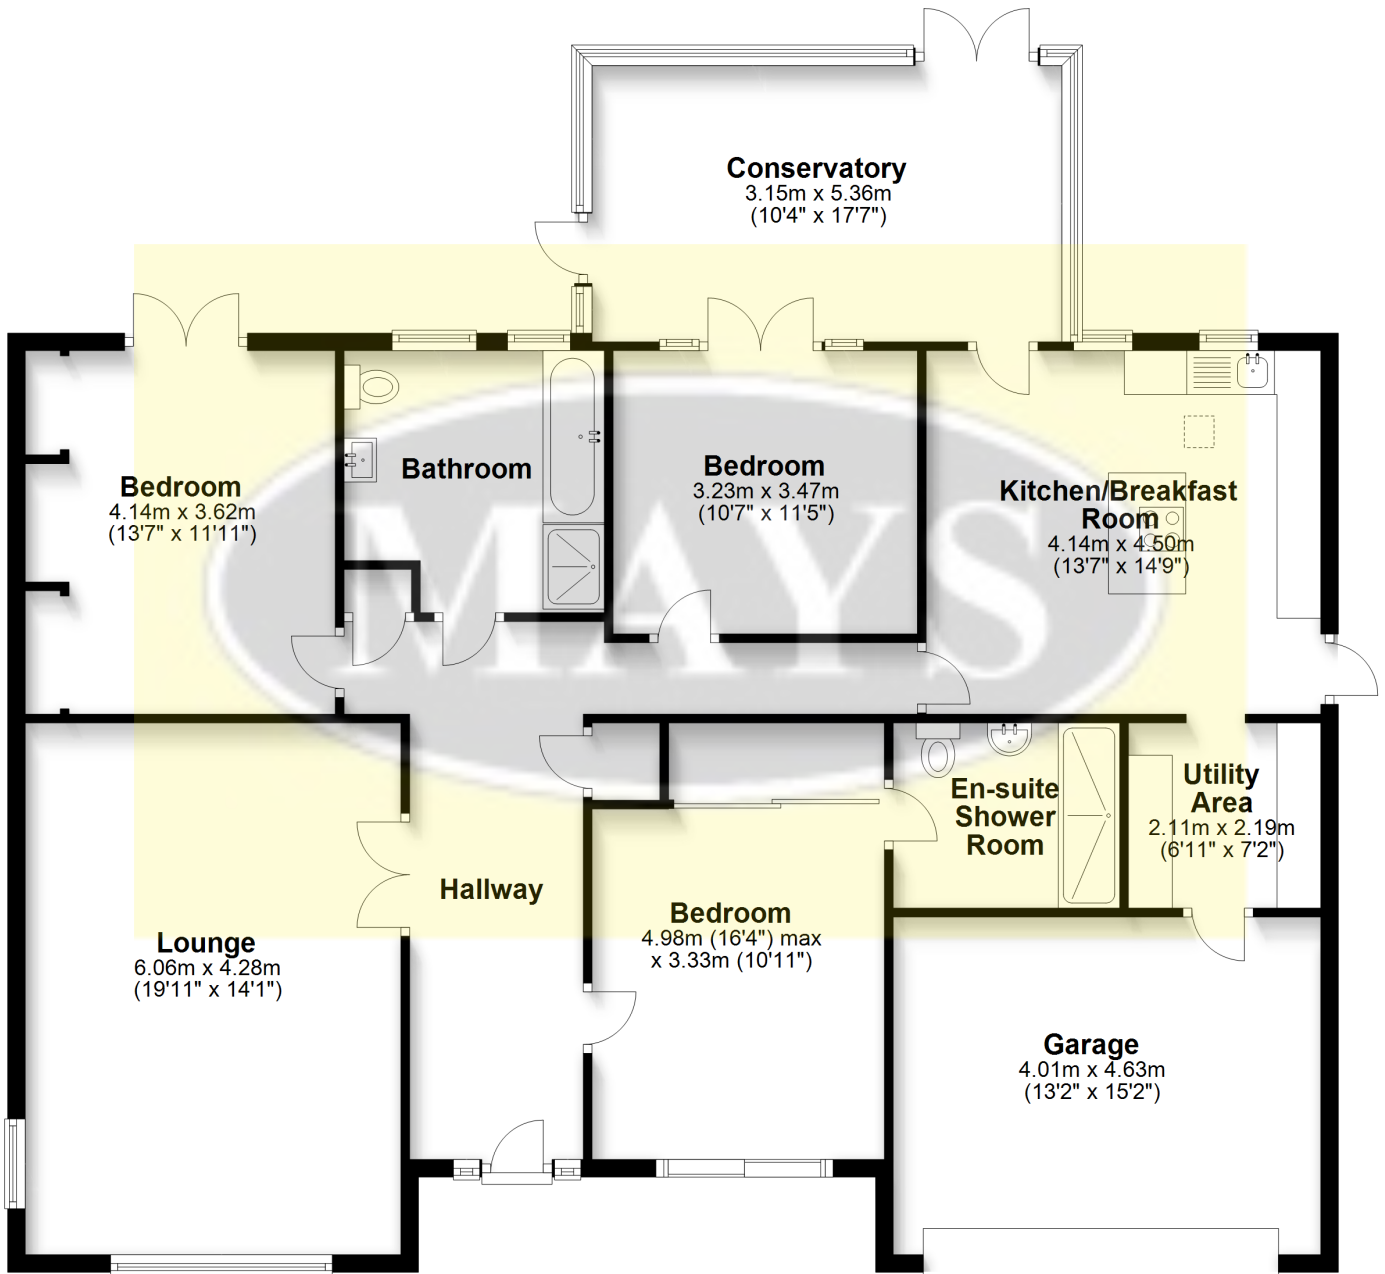 Conservatory
3.15m x 5.36m
(10'4" x 17'7")
Bedroom
4.14m x 3.62m
(13'7" x 11'11")
Bathroom
Bedroom
3.23m x 3.47m
(10'7" x 11'5")
Kitchen/Breakfast
Room
4.14m x 4.50m
(13'7" x 14'9")
MAYS
En-suite
Shower
Room
Utility
Area
2.11m x 2.19m
(6'11" x 7'2")
Hallway
Bedroom
4.98m (16'4") max
x 3.33m (10'11")
Lounge
6.06m x 4.28m
(19'11" x 14'1")
Garage
4.01m x 4.63m
(13'2" x 15'2")